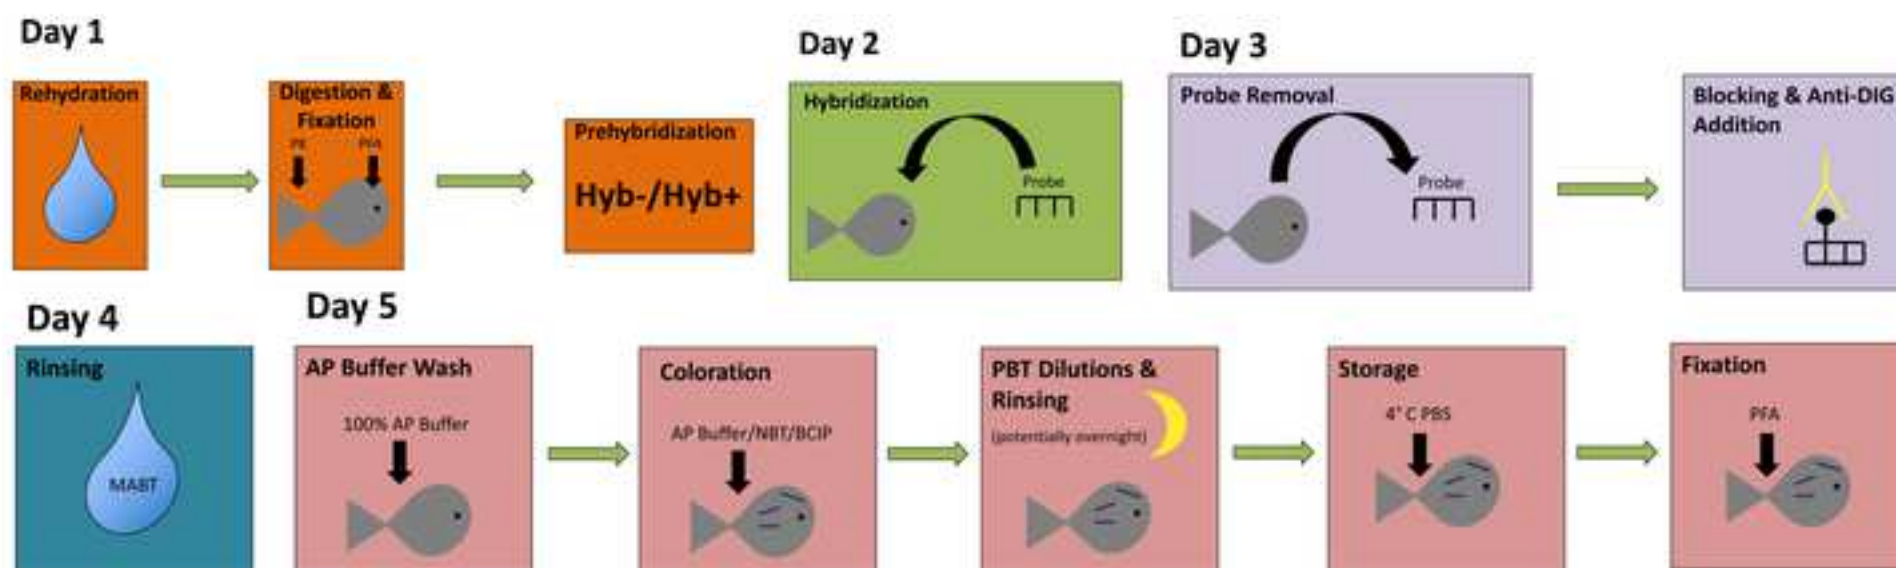 Day 1
Rehydration
Digestion &
Fixation
PK
PFA
Prehybridization
Hyb-/Hyb+
Day 2
Hybridization
Probe
Day 3
Probe Removal
Probe
Blocking & Anti-DIG
Addition
Day 4
Rinsing
MABT
Day 5
AP Buffer Wash
100% AP Buffer
Coloration
AP Buffer/NBT/BCIP
PBT Dilutions &
Rinsing
(potentially overnight)
Storage
4° C PBS
Fixation
PFA